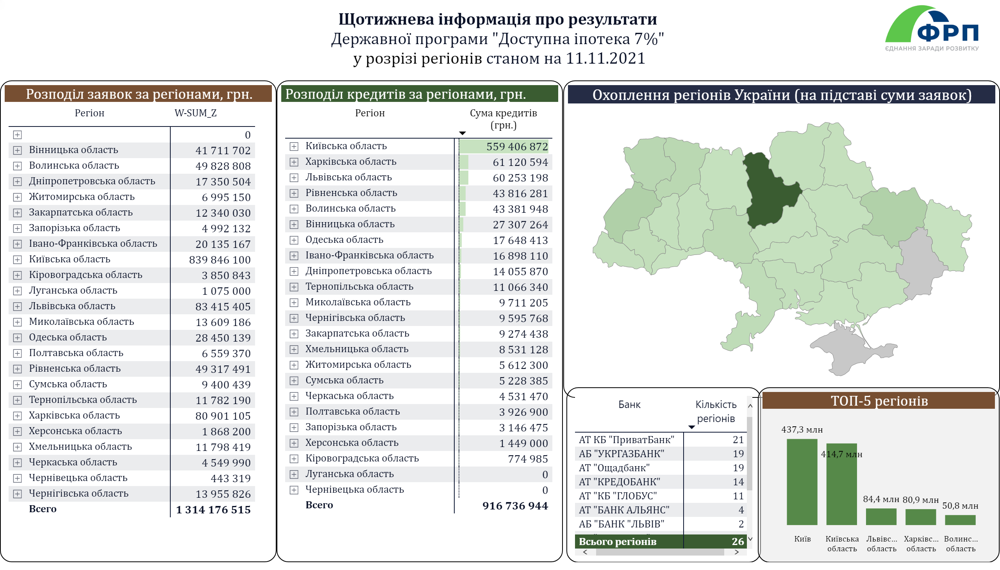 Щотижнева інформація про результати
Державної програми "Доступна іпотека 7%"
у розрізі регіонів станом на 11.11.2021
ФРП
ЄДНАННЯ ЗАРАДИ РОЗВИТКУ
Розподіл заявок за регіонами, грн.
Регіон W-SUM_Z
0
Вінницька область 41 711 702
Волинська область 49 828 808
Дніпропетровська область 17 350 504
Житомирська область 6 995 150
Закарпатська область 12 340 030
Запорізька область 4 992 132
Івано-Франківська область 20 135 167
Київська область 839 846 100
Кіровоградська область 3 850 843
Луганська область 1 075 000
Львівська область 83 415 405
Миколаївська область 13 609 186
Одеська область 28 450 139
Полтавська область 6 559 370
Рівненська область 49 317 491
Сумська область 9 400 439
Тернопільська область 11 782 190
Харківська область 80 901 105
Херсонська область 1 868 200
Хмельницька область 11 798 419
Черкаська область 4 549 990
Чернівецька область 443 319
Чернігівська область 13 955 826
Всего 1 314 176 515
Розподіл кредитів за регіонами, грн.
Регіон Сума кредитів
(грн.)
Київська область 559 406 872
Харківська область 61 120 594
Львівська область 60 253 198
Рівненська область 43 816 281
Волинська область 43 381 948
Вінницька область 27 307 264
Одеська область 17 648 413
Івано-Франківська область 16 898 110
Дніпропетровська область 14 055 870
Тернопільська область 11 066 340
Миколаївська область 9 711 205
Чернігівська область 9 595 768
Закарпатська область 9 274 438
Хмельницька область 8 531 128
Житомирська область 5 612 300
Сумська область 5 228 385
Черкаська область 4 531 470
Полтавська область 3 926 900
Запорізька область 3 146 475
Херсонська область 1 449 000
Кіровоградська область 774 985
Луганська область 0
Чернівецька область 0
Всего 916 736 944
Охоплення регіонів України (на підставі суми заявок)
Банк Кількість
регіонів
АТ КБ "ПриватБанк" 21
АБ "УКРГАЗБАНК" 19
АТ "Ощадбанк" 19
АТ "КРЕДОБАНК" 14
АТ "КБ "ГЛОБУС" 11
АТ "БАНК АЛЬЯНС" 4
АБ "БАНК "ЛЬВІВ" 2
Всього регіонів 26
ТОП-5 регіонів
437,3 млн
414,7 млн
84,4 млн 80,9 млн
50,8 млн
Київ Київська Львівс... Харківс... Волинс...
область область область область